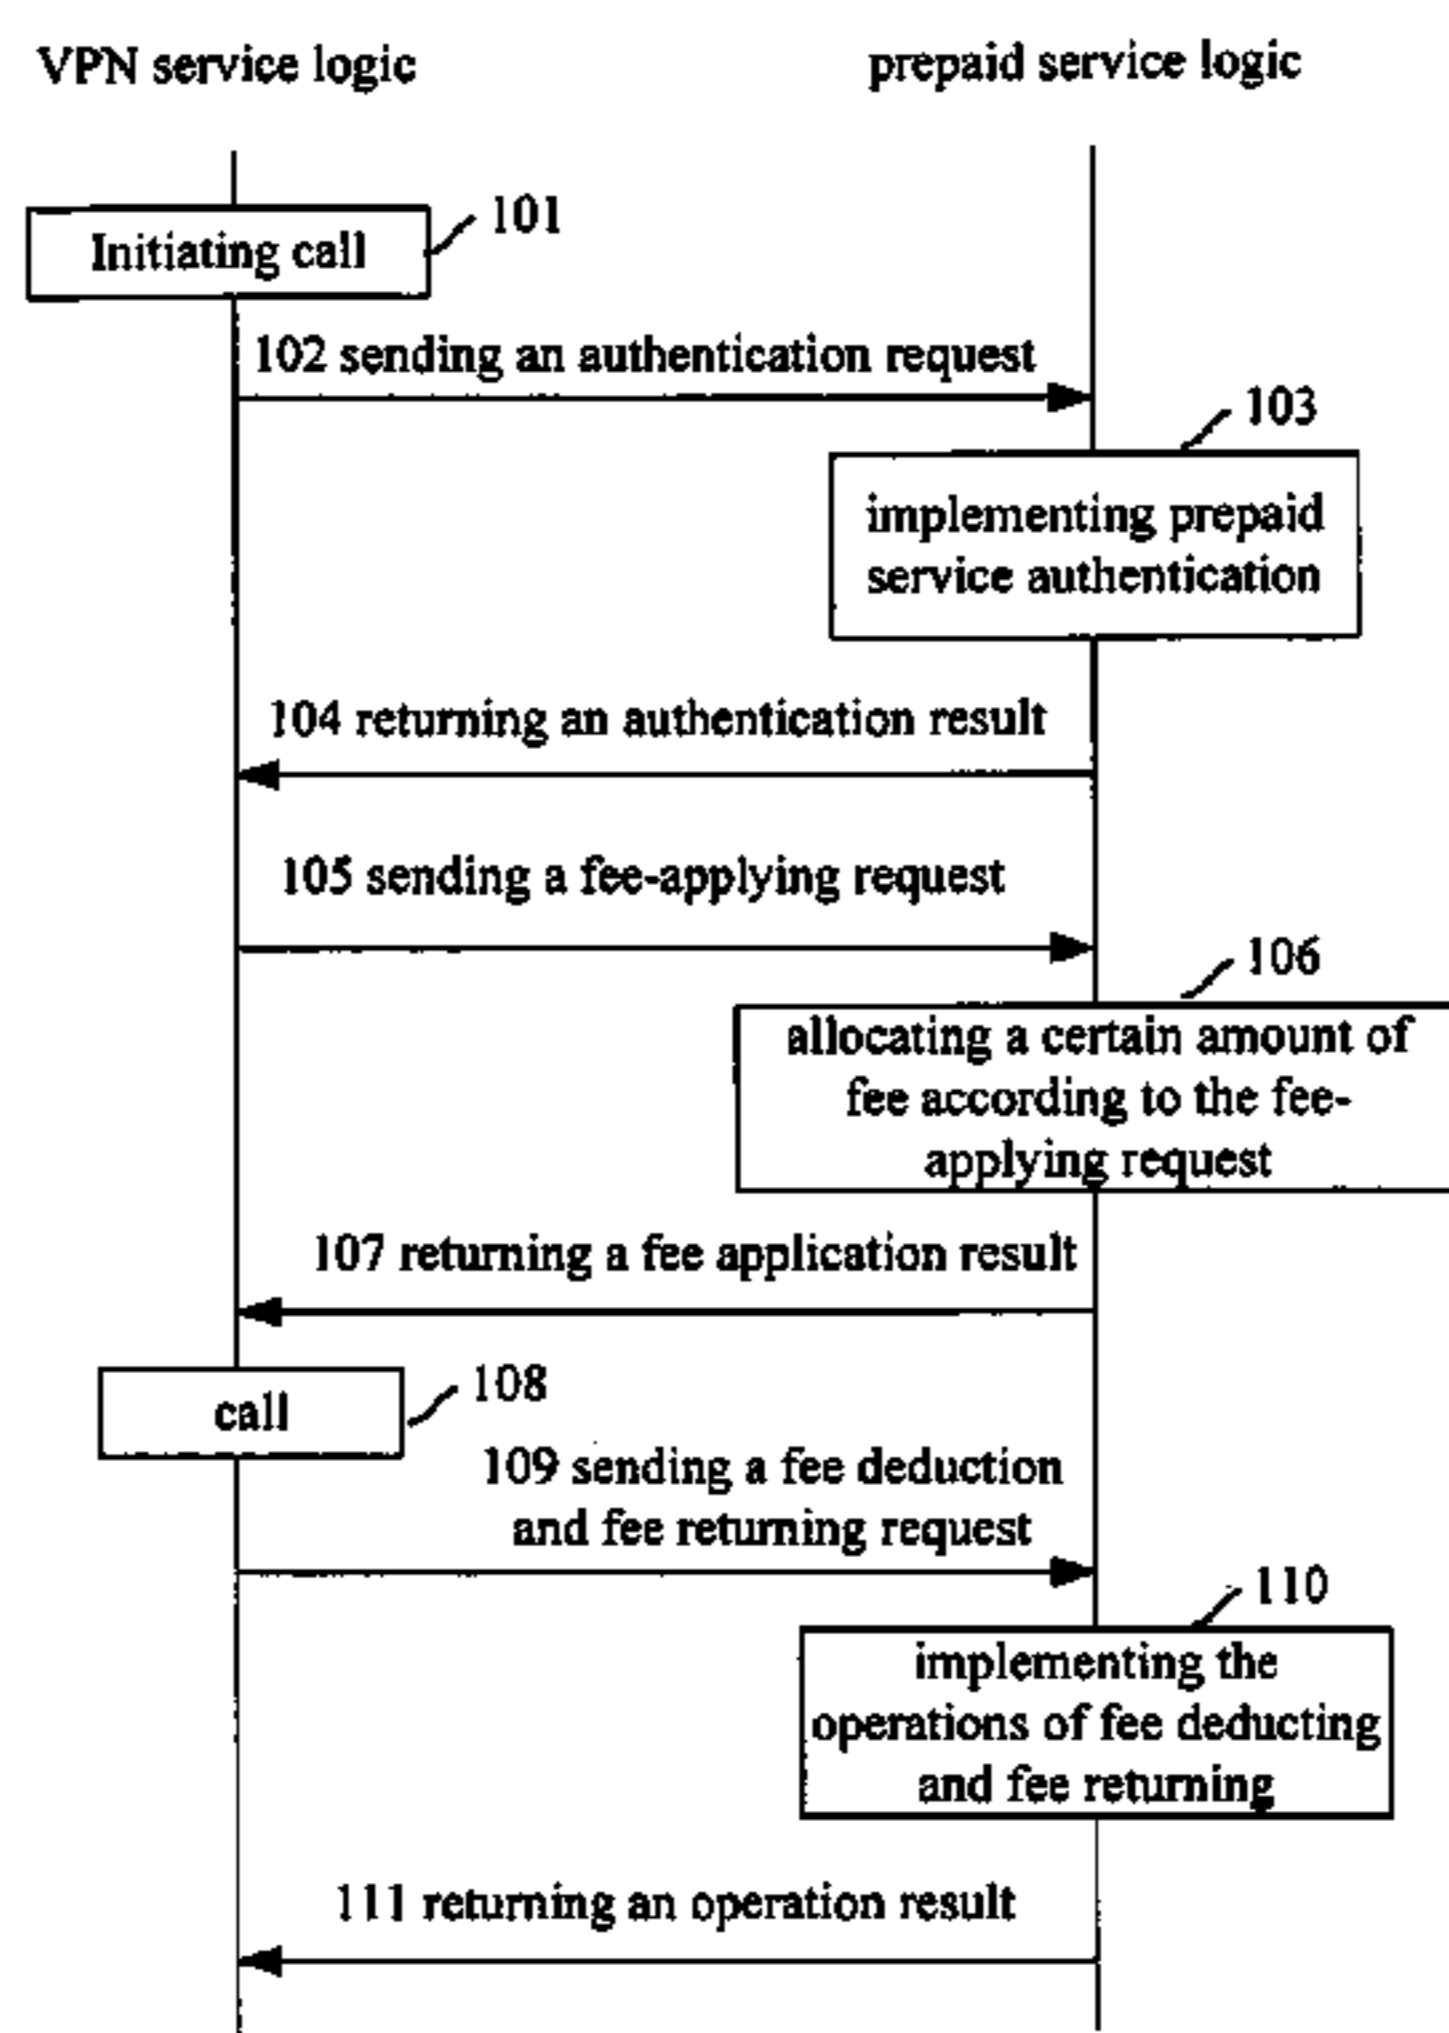 VPN service logic
prepaid service logic
Initiating call
101
102 sending an authentication request
103
implementing prepaid
service authentication
104 returning an authentication result
105 sending a fee-applying request
106
allocating a certain amount of
fee according to the fee-
applying request
107 returning a fee application result
call
108
109 sending a fee deduction
and fee returning request
110
implementing the
operations of fee deducting
and fee returning
111 returning an operation result